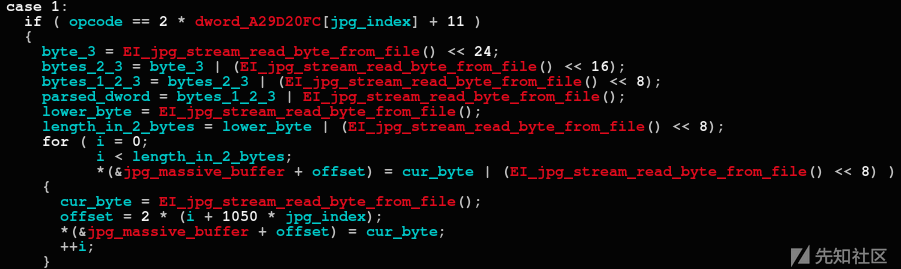 case 1:
if ( opcode == 2 * dword_A29D20FC[jpg_index] + 11 )
{
byte_3 = EI_jpg_stream_read_byte_from_file() << 24;
bytes_2_3 = byte_3 | (EI_jpg_stream_read_byte_from_file() << 16);
bytes_1_2_3 = bytes_2_3 | (EI_jpg_stream_read_byte_from_file() << 8);
parsed_dword = bytes_1_2_3 | EI_jpg_stream_read_byte_from_file();
lower_byte = EI_jpg_stream_read_byte_from_file();
length_in_2_bytes = lower_byte | (EI_jpg_stream_read_byte_from_file() << 8);
for ( i = 0;
i < length_in_2_bytes;
*(&jpg_massive_buffer + offset) = cur_byte | (EI_jpg_stream_read_byte_from_file() << 8) )
{
cur_byte = EI_jpg_stream_read_byte_from_file();
offset = 2 * (i + 1050 * jpg_index);
*(&jpg_massive_buffer + offset) = cur_byte;
++i;
}
先知社区